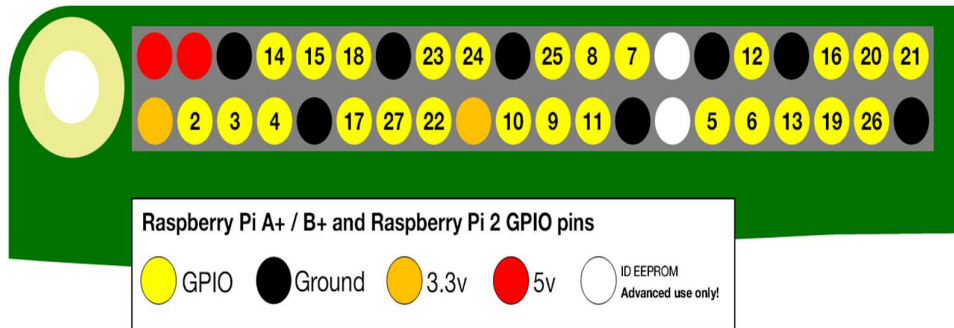 14 15 18 23 24 25 8 7 12 16 20 21
2 3 4 17 27 22 10 9 11 5 6 13 19 26
Raspberry Pi A+ / B+ and Raspberry Pi 2 GPIO pins
GPIO Ground 3.3v 5v ID EEPROM
Advanced use only!